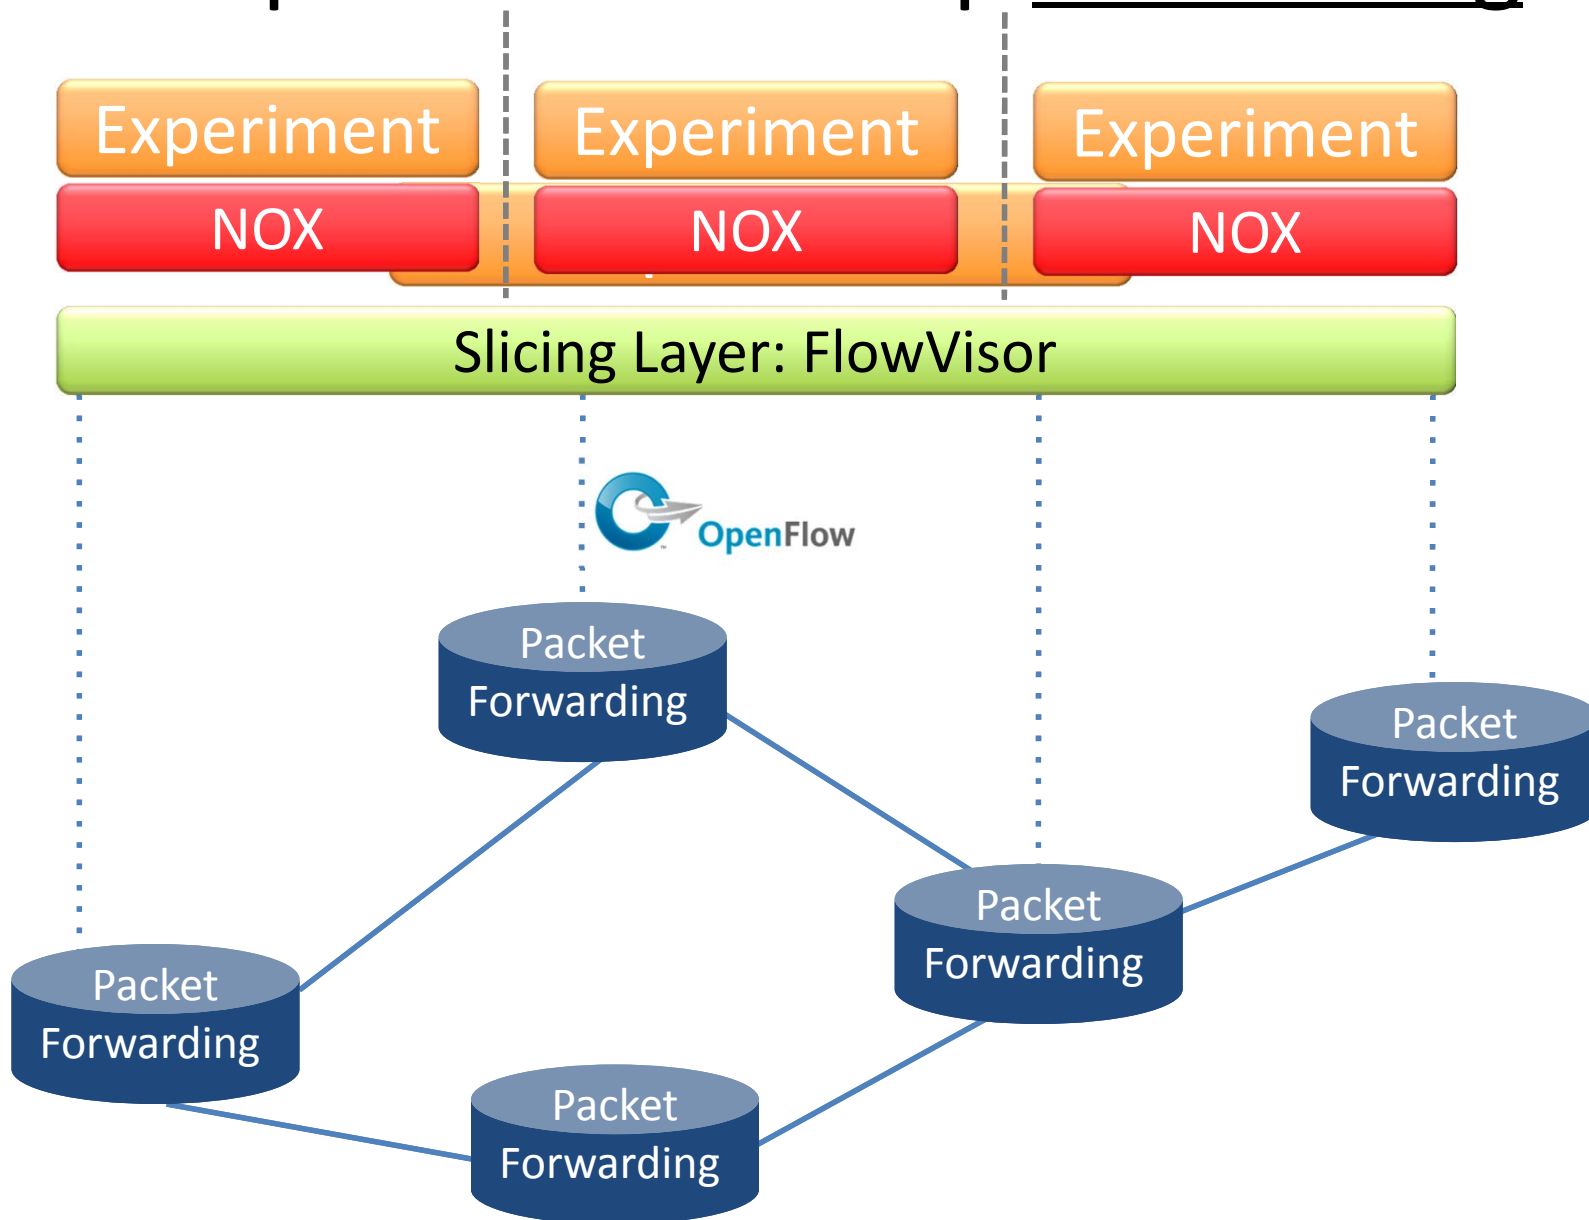 Experiment
Experiment
Experiment
NOX
NOX
NOX
Slicing Layer: FlowVisor
OpenFlow
™
Packet
Forwarding
Packet
Forwarding
Packet
Forwarding
Packet
Forwarding
Packet
Forwarding